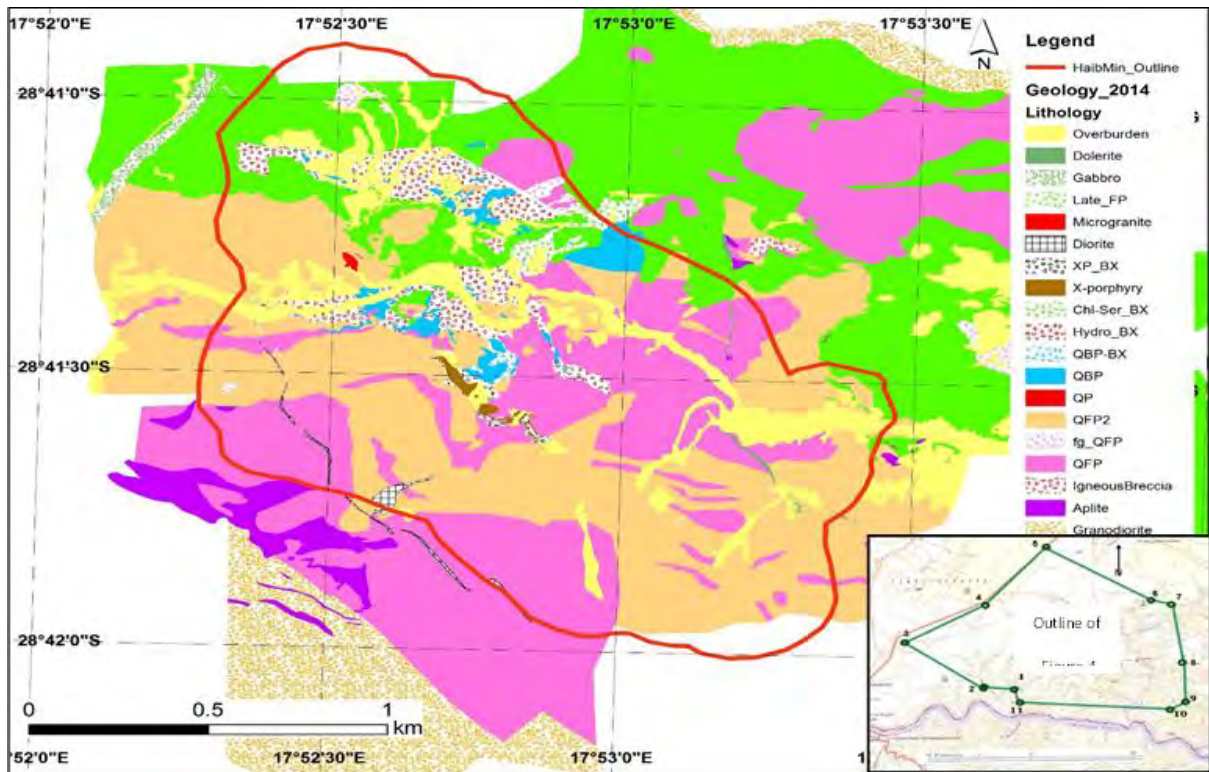 17°52'0"E 17°52'30"E 17°53'0"E 17°53'30"E
N
28°41'0"S
28°41'30"S
28°42'0"S
Legend
HaibMin_Outline
Geology_2014
Lithology
Overburden
Dolerite
Gabbro
Late_FP
Microgranite
Diorite
XP_BX
X-porphyry
Chl-Ser_BX
Hydro_BX
QBP-BX
QBP
QP
QFP2
fg_QFP
QFP
IgneousBreccia
Aplite
Granodiorite
0 0.5 1
km
17°52'0"E 17°52'30"E 17°53'0"E
Outline of
1
2
3
4
7
8
9
10
11